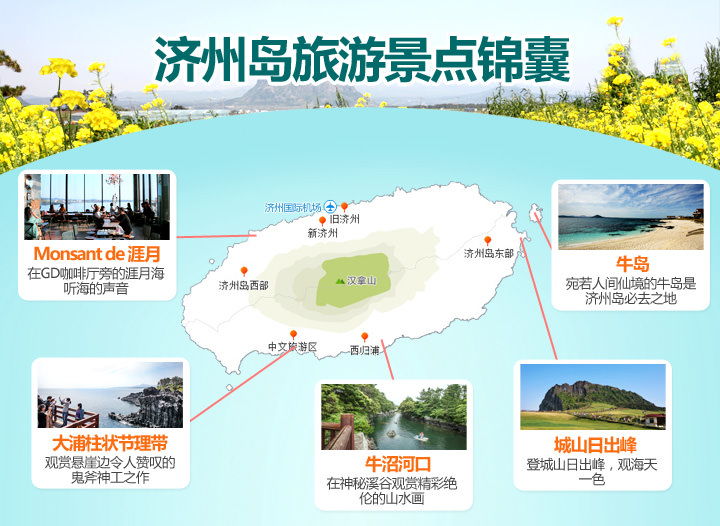 济州岛旅游景点锦囊
济州国际机场
旧济州
新济州
济州岛东部
济州岛西部
汉拿山
中文旅游区
西归浦
Monsant de 涯月
在GD咖啡厅旁的涯月海
听海的声音
牛岛
宛若人间仙境的牛岛是
济州岛必去之地
大浦柱状节理带
观赏悬崖边令人赞叹的
鬼斧神工之作
牛沼河口
在神秘溪谷观赏精彩绝
伦的山水画
城山日出峰
登城山日出峰，观海天
一色